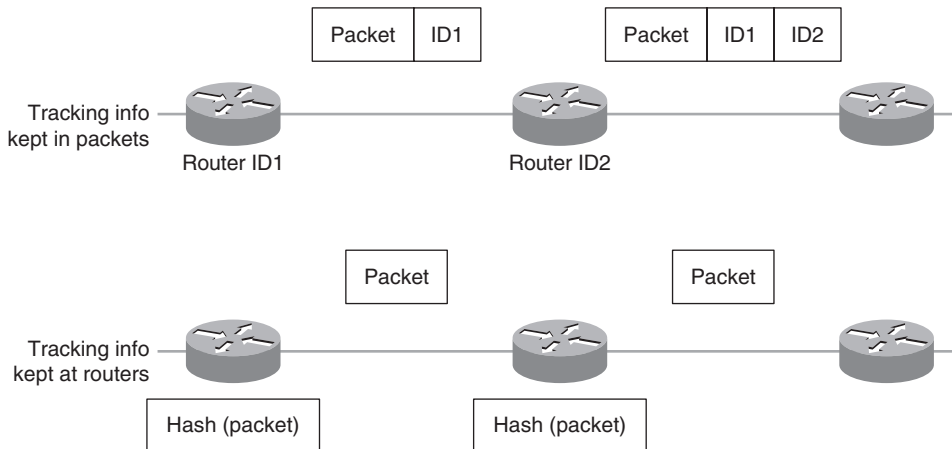 Packet ID1
Packet ID1 ID2
Tracking info
kept in packets
Router ID1
Router ID2
Packet
Packet
Tracking info
kept at routers
Hash (packet)
Hash (packet)